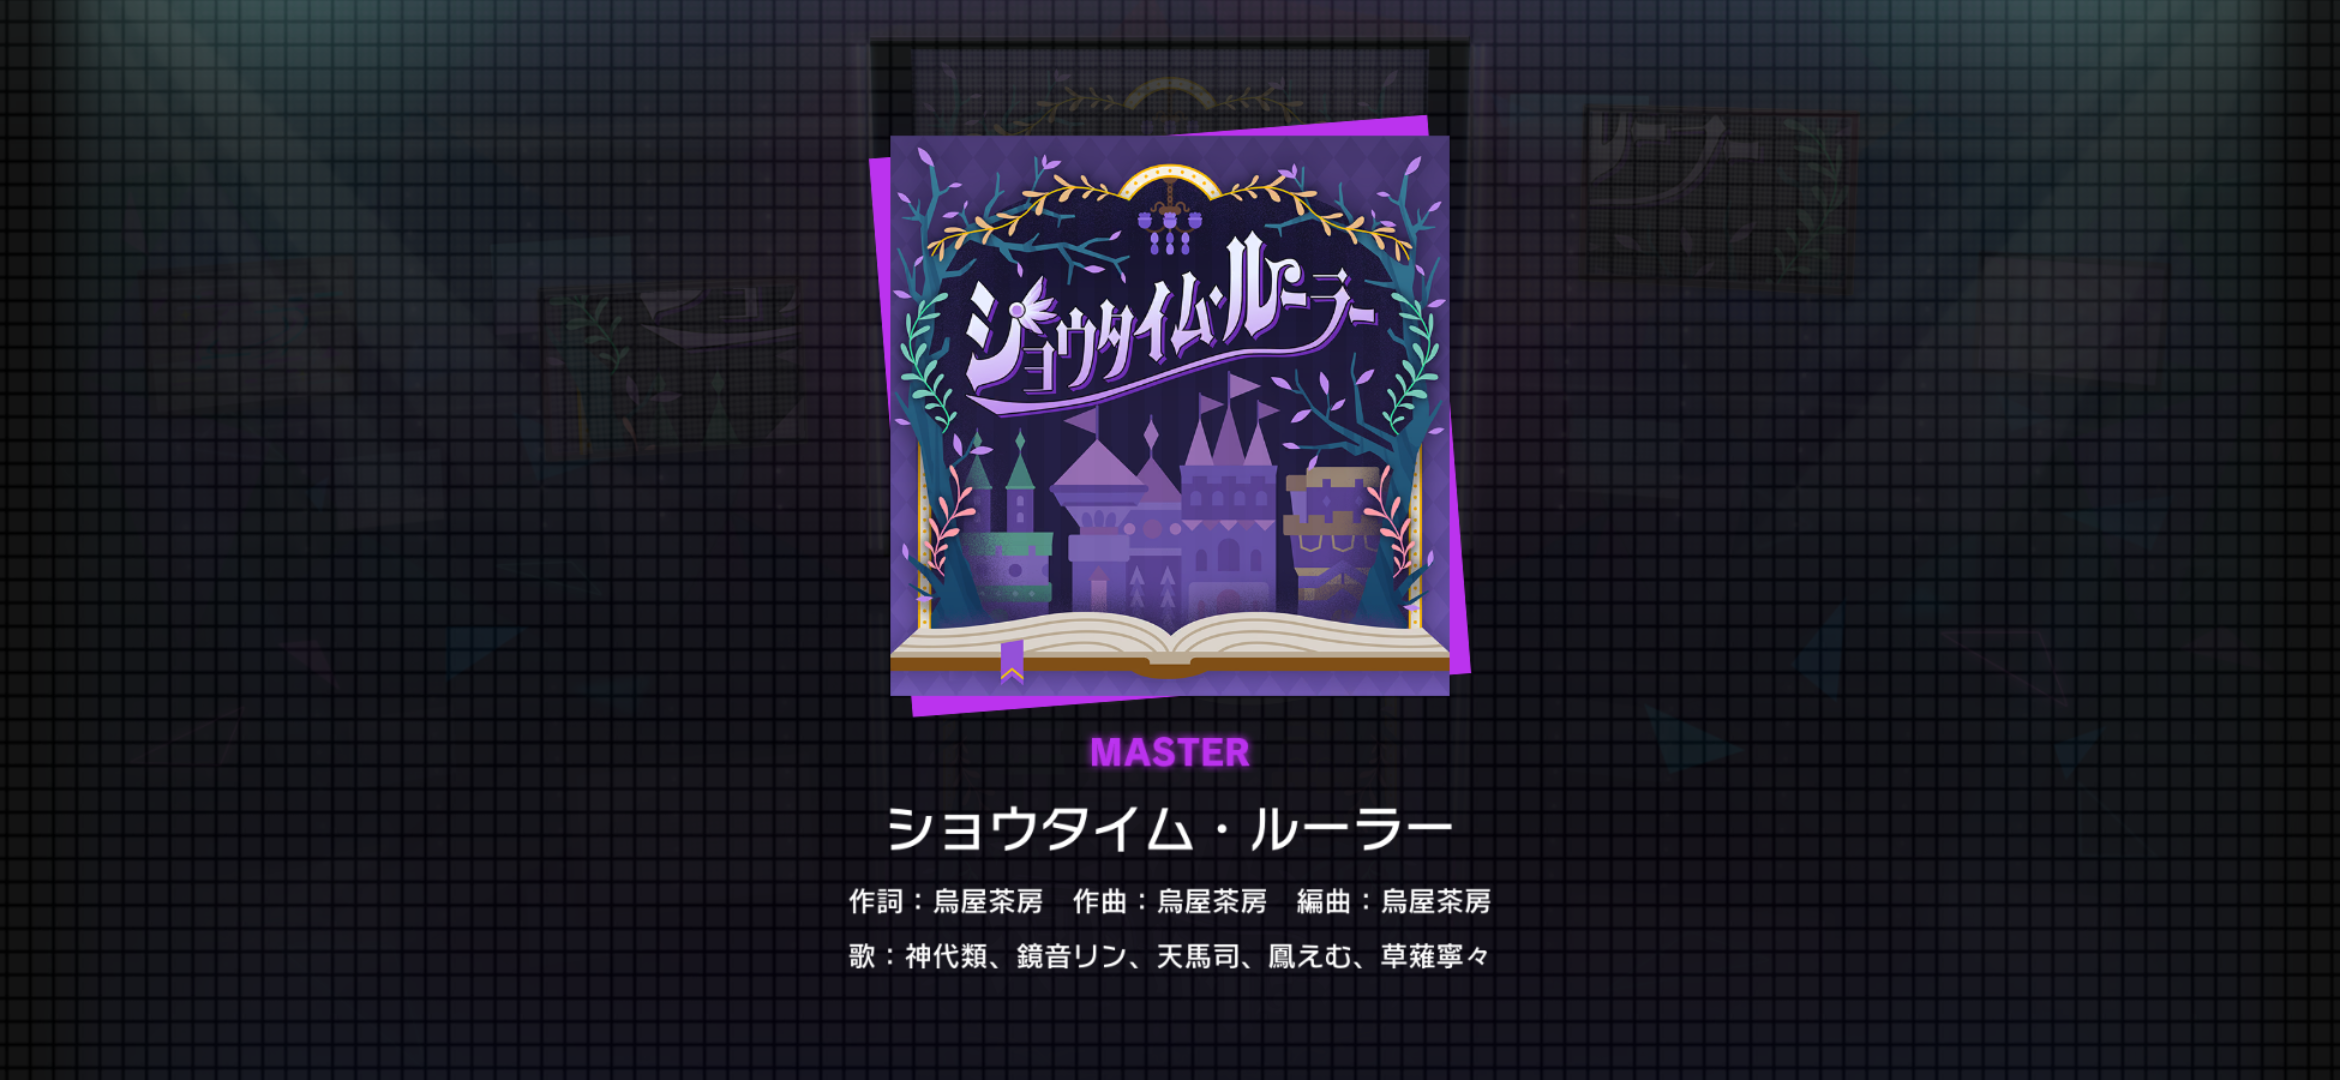 ショウタイム・ルーラー
MASTER
ショウタイム・ルーラー
作詞：烏屋茶房　作曲：烏屋茶房　編曲：烏屋茶房
歌：神代類、鏡音リン、天馬司、鳳えむ、草薙寧々